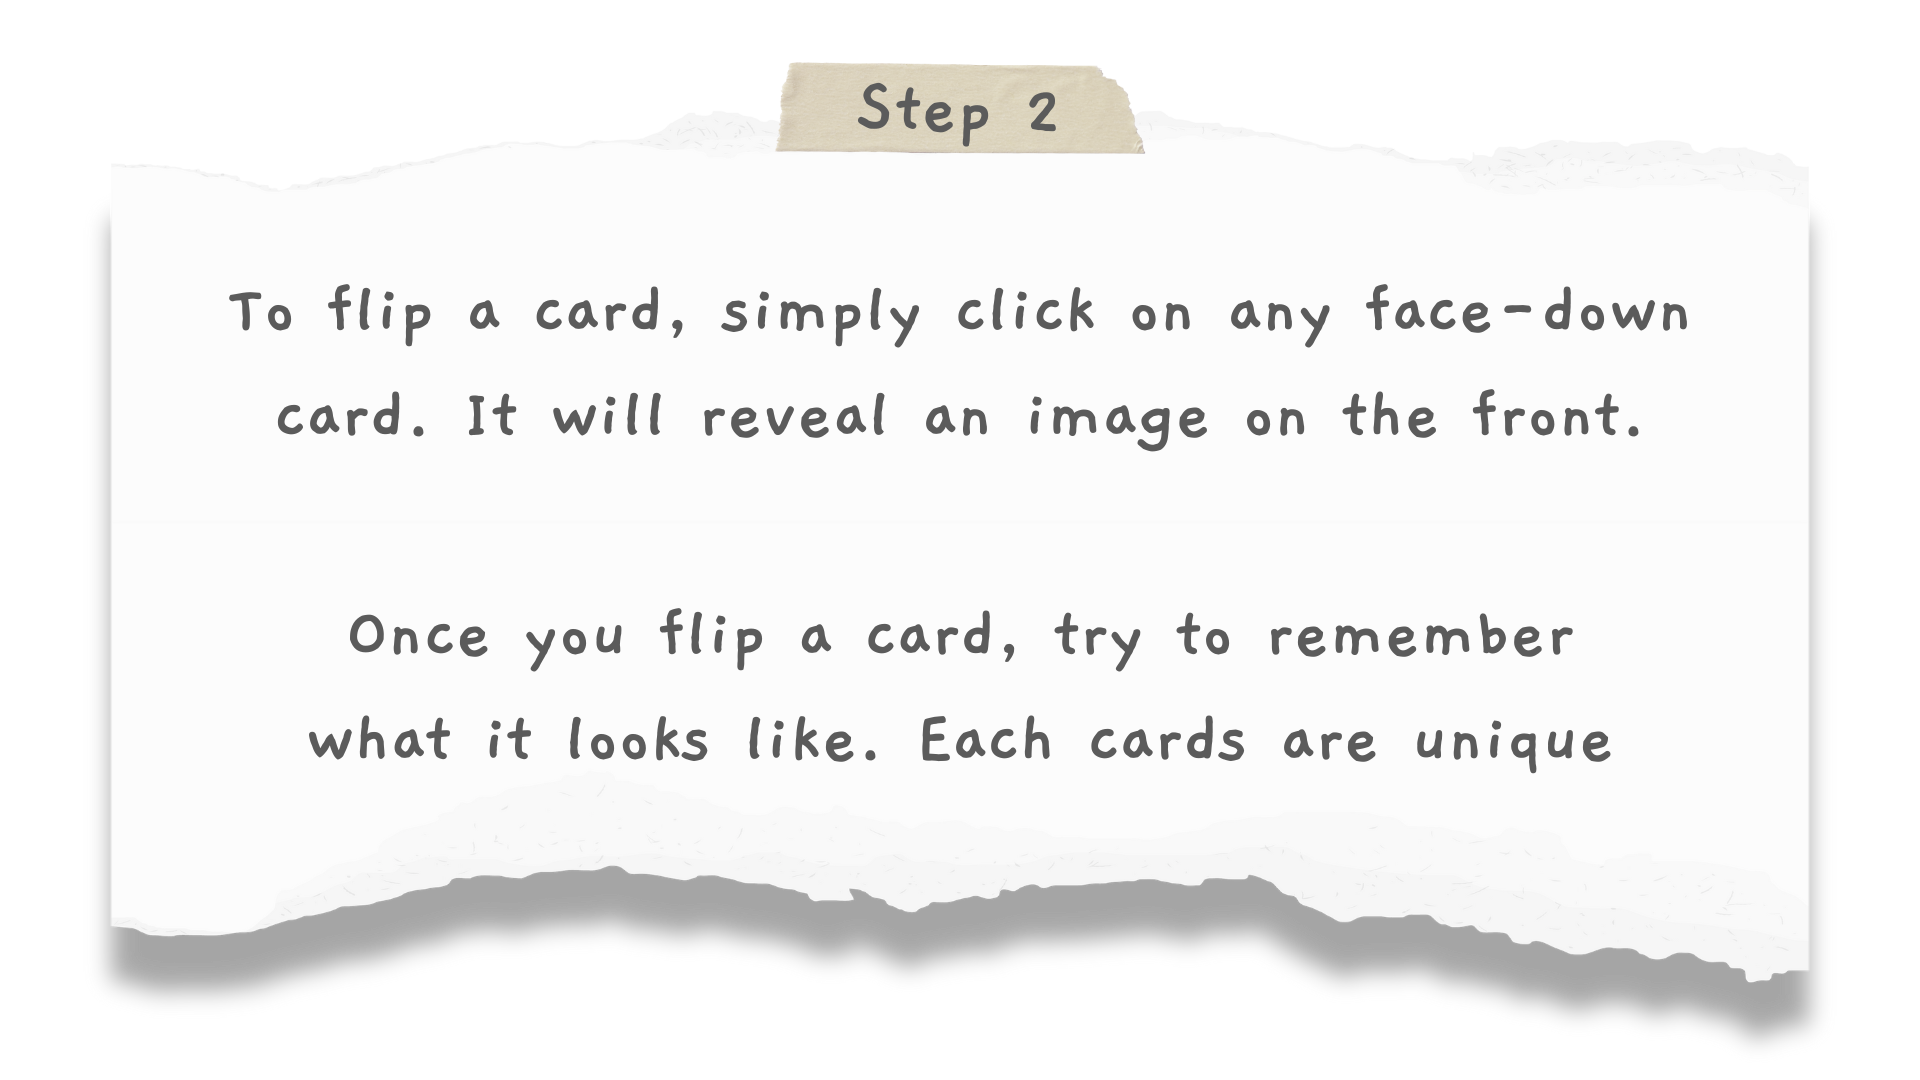 Step 2
To flip a card, simply click on any face-down
card. It will reveal an image on the front.
Once you flip a card, try to remember
what it looks like. Each cards are unique